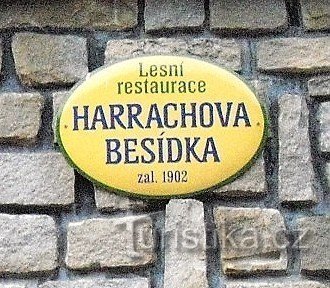 Lesní
restaurace
HARRACHOVA
BESÍDKA
zal. 1902
Turistika.cz